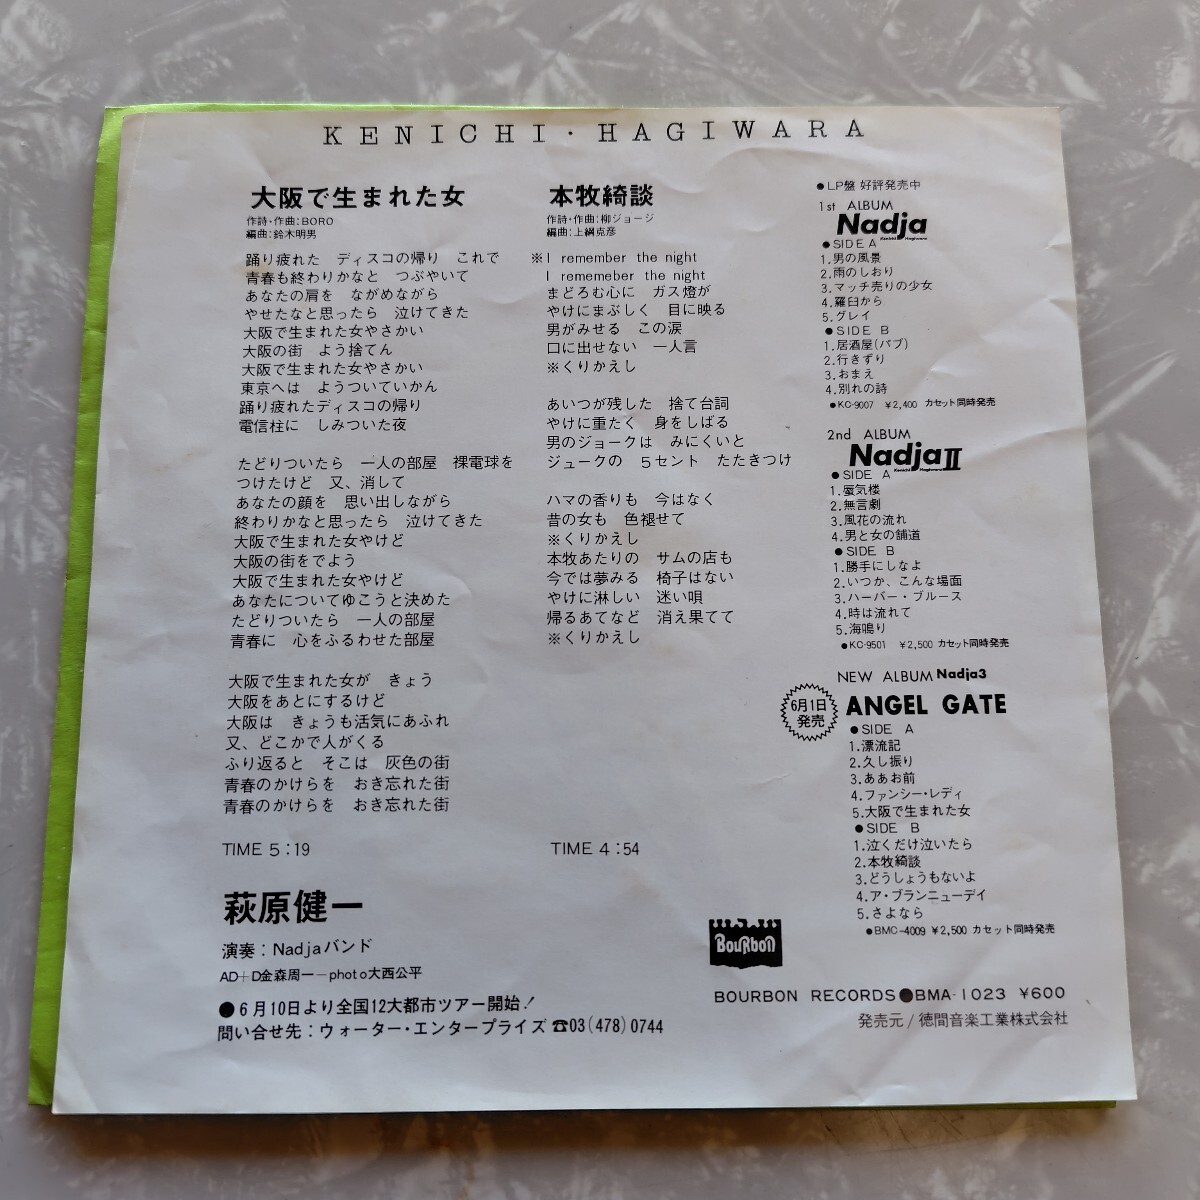 KENICHI・HAGIWARA
大阪で生まれた女
作詩・作曲:BORO
編曲:鈴木明男
踊り疲れた ディスコの帰り これで
青春も終わりかなと つぶやいて
あなたの肩を ながめながら
やせたなと思ったら 泣けてきた
大阪で生まれた女やさかい
大阪の街 よう捨てん
大阪で生まれた女やさかい
東京へは ようついていかん
踊り疲れたディスコの帰り
電信柱に しみついた夜
たどりついたら 一人の部屋 裸電球を
つけたけど 又、消して
あなたの顔を 思い出しながら
終わりかなと思ったら 泣けてきた
大阪で生まれた女やけど
大阪の街をでよう
大阪で生まれた女やけど
あなたについてゆこうと決めた
たどりついたら 一人の部屋
青春に 心をふるわせた部屋
大阪で生まれた女が きょう
大阪をあとにするけど
大阪は きょうも活気にあふれ
又、どこかで人がくる
ふり返ると そこは 灰色の街
青春のかけらを おき忘れた街
青春のかけらを おき忘れた街
TIME 5:19
本牧綺談
作詩・作曲:柳ジョージ
編曲:上綱克彦
※I remember the night
I rememeber the night
まどろむ心に ガス燈が
やけにまぶしく 目に映る
男がみせる この涙
口に出せない 一人言
※くりかえし
あいつが残した 捨て台詞
やけに重たく 身をしばる
男のジョークは みにくいと
ジュークの 5セント たたきつけ
ハマの香りも 今はなく
昔の女も 色褪せて
※くりかえし
本牧あたりの サムの店も
今では夢みる 椅子はない
やけに淋しい 迷い唄
帰るあてなど 消え果てて
※くりかえし
TIME 4:54
●LP盤 好評発売中
1st ALBUM
Nadja
Kenichi Hagiwara
●SIDE A
1.男の風景
2.雨のしおり
3.マッチ売りの少女
4.羅臼から
5.グレイ
●SIDE B
1.居酒屋(パブ)
2.行きずり
3.おまえ
4.別れの詩
●KC-9007 ¥2,400 カセット同時発売
2nd ALBUM
Nadja II
Kenichi Hagiwara
●SIDE A
1.蜃気楼
2.無言劇
3.風花の流れ
4.男と女の舗道
●SIDE B
1.勝手にしなよ
2.いつか、こんな場面
3.ハーバー・ブルース
4.時は流れて
5.海鳴り
●KC-9501 ¥2,500 カセット同時発売
NEW ALBUM Nadja3
6月1日
発売
ANGEL GATE
●SIDE A
1.漂流記
2.久し振り
3.ああお前
4.ファンシー・レディ
5.大阪で生まれた女
●SIDE B
1.泣くだけ泣いたら
2.本牧綺談
3.どうしようもないよ
4.ア・ブランニューデイ
5.さよなら
●BMC-4009 ¥2,500 カセット同時発売
萩原健一
演奏:Nadjaバンド
AD+D金森周一—photo大西公平
●6月10日より全国12大都市ツアー開始!
問い合せ先:ウォーター・エンタープライズ ☎03(478)0744
BOURBON
BOURBON RECORDS●BMA-1023 ¥600
発売元/徳間音楽工業株式会社